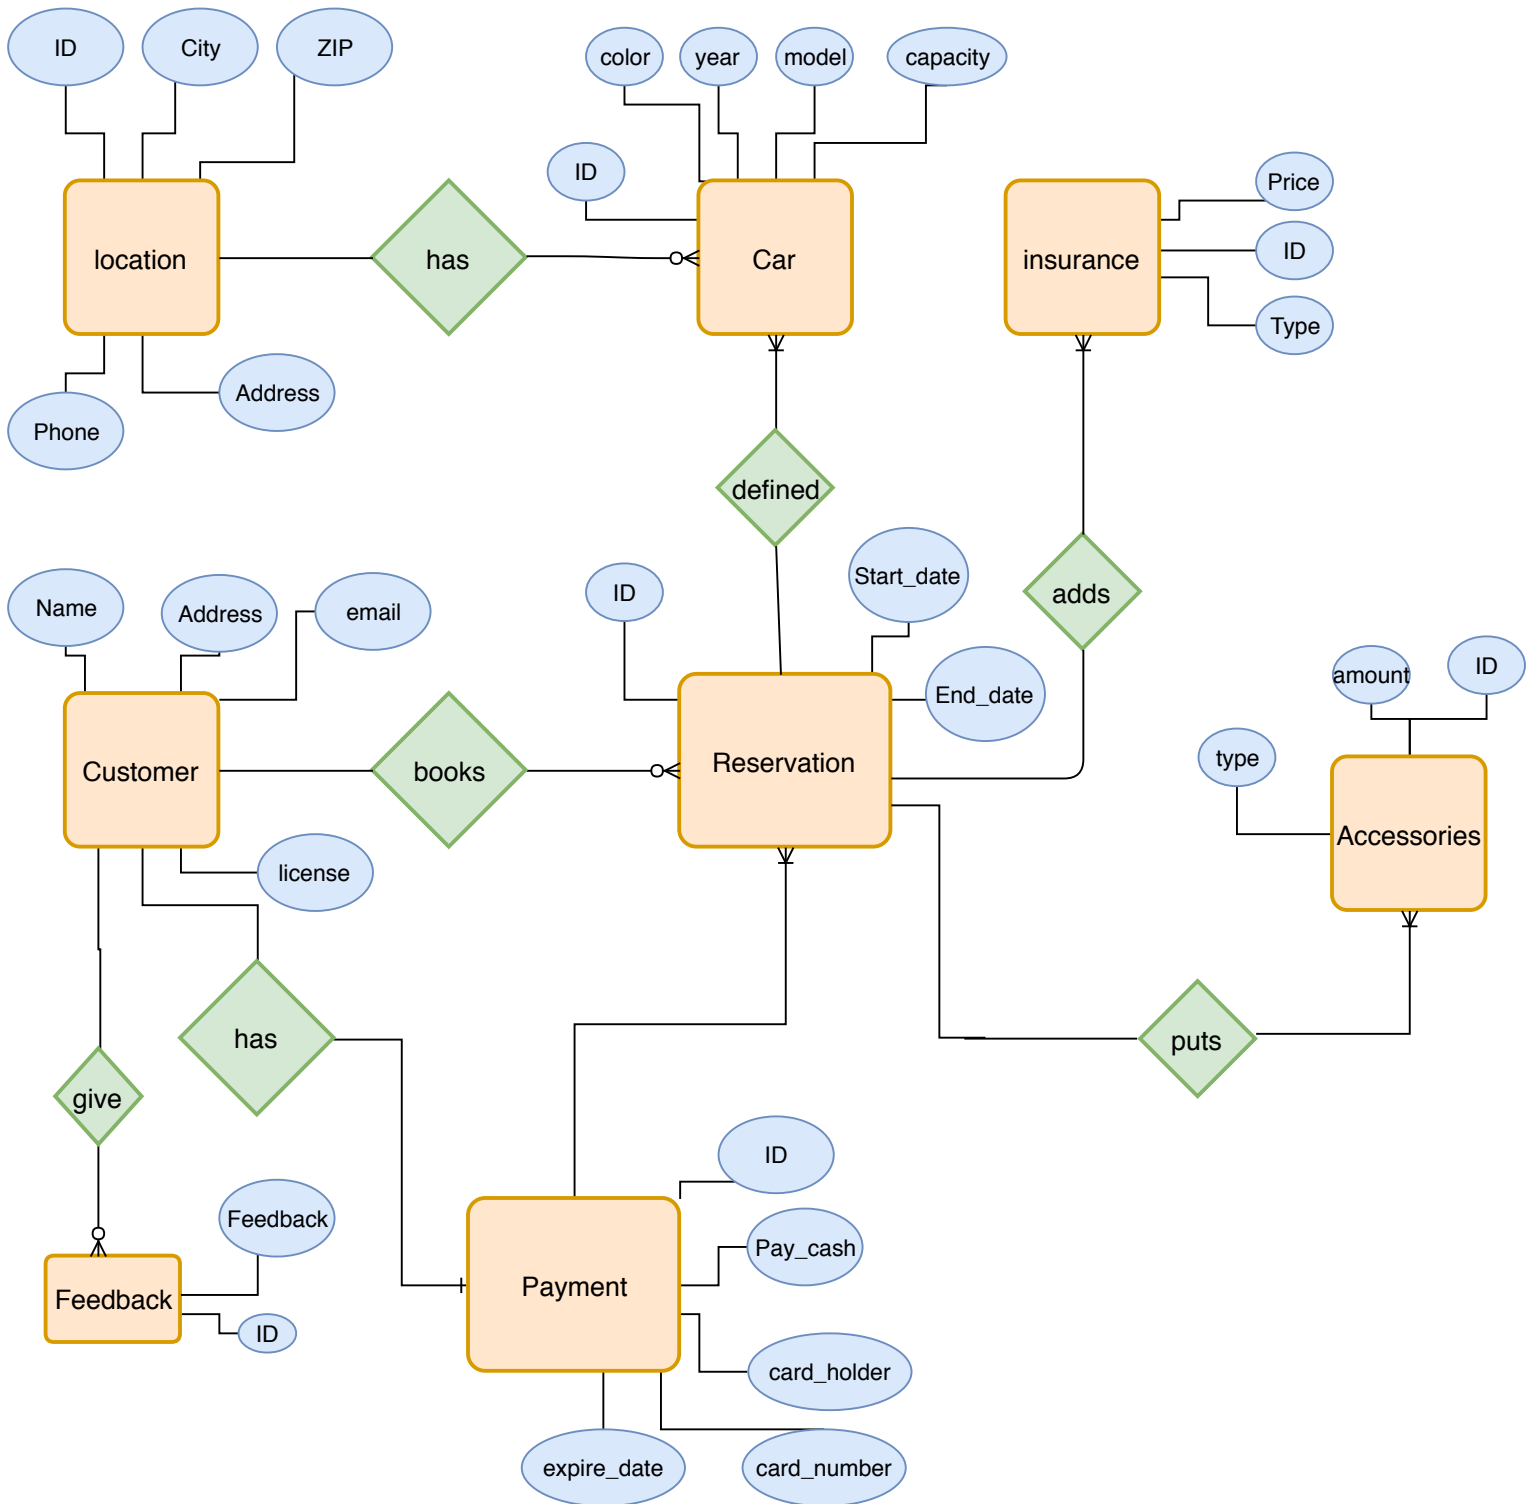 ID
City
ZIP
color
year
model
capacity
ID
Price
location
has
Car
insurance
ID
Type
Address
Phone
defined
Start_date
ID
adds
Name
Address
email
End_date
amount
ID
Customer
books
Reservation
type
Accessories
license
has
puts
give
ID
Feedback
Pay_cash
Payment
Feedback
ID
card_holder
expire_date
card_number